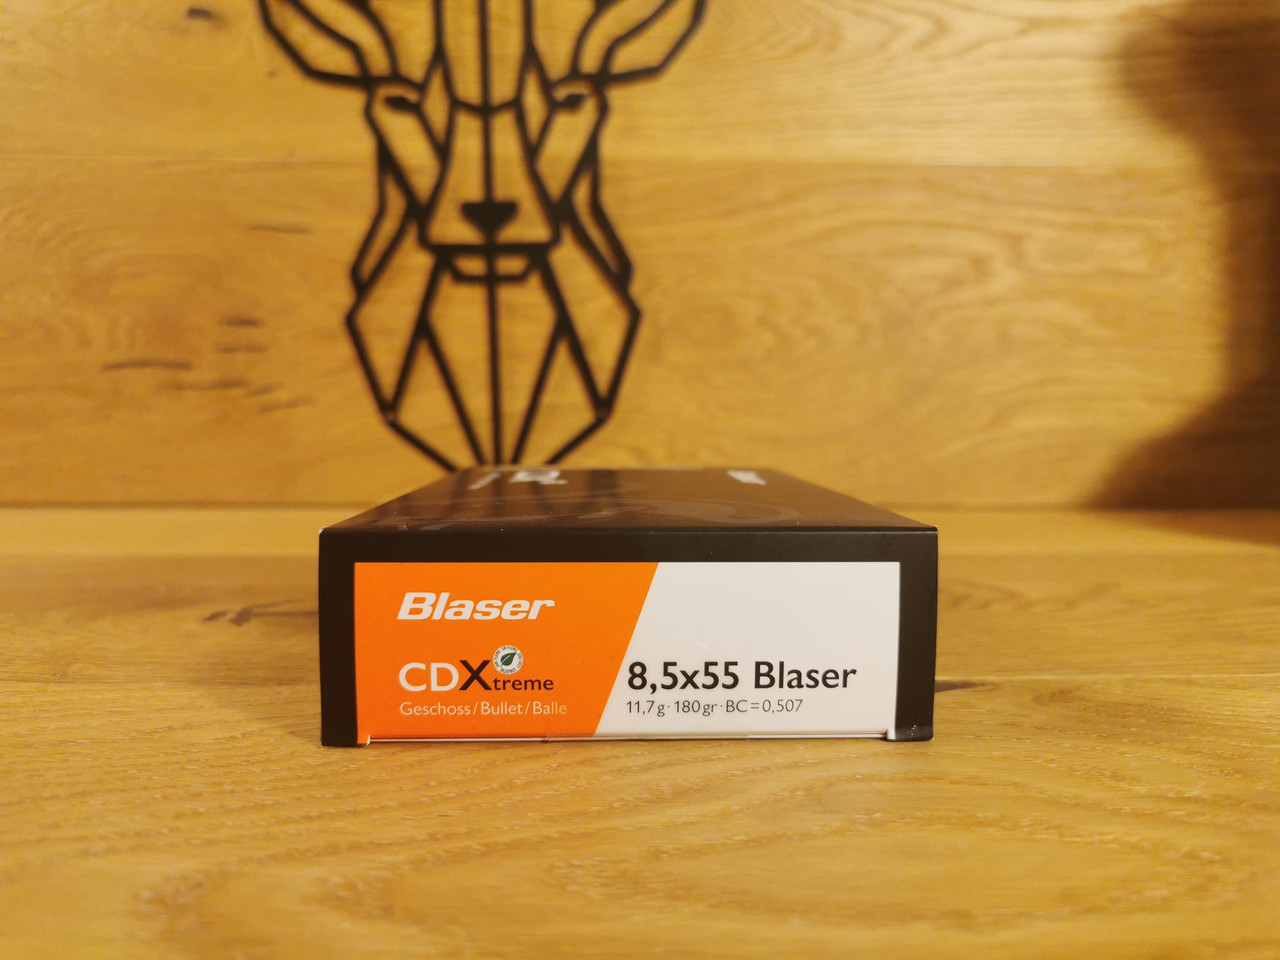 Blaser
CDXtreme
Geschoss/Bullet/Balle
8,5x55 Blaser
11,7g·180gr·BC=0,507